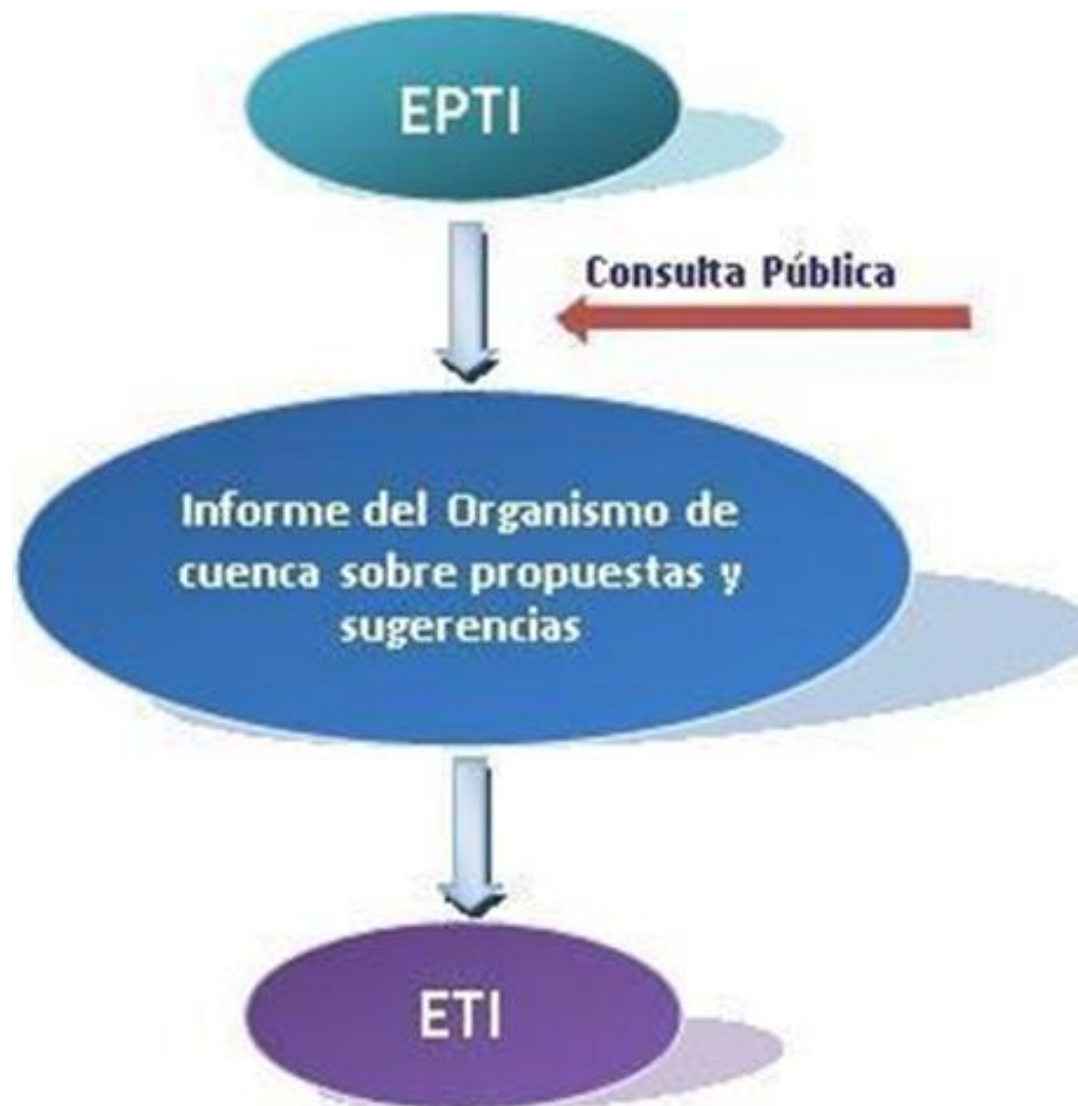 EPTI
Consulta Pública
Informe del Organismo de
cuenca sobre propuestas y
sugerencias
ETI